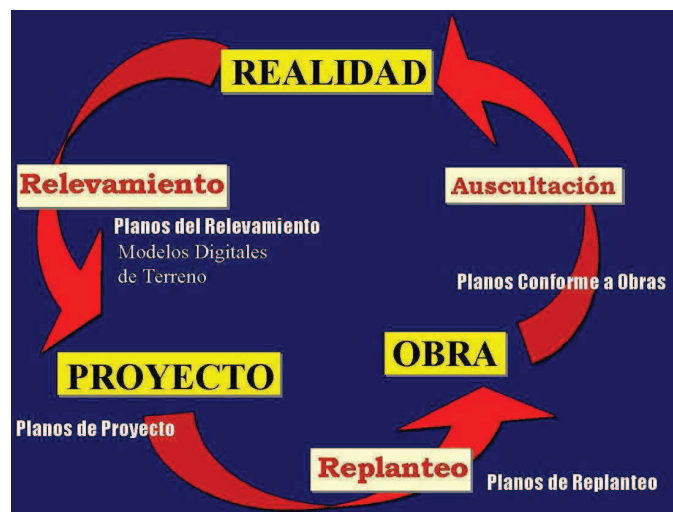 REALIDAD
Relevamiento
Auscultación
Planos del Relevamiento
Modelos Digitales
de Terreno
Planos Conforme a Obras
OBRA
PROYECTO
Planos de Proyecto
Replanteo
Planos de Replanteo